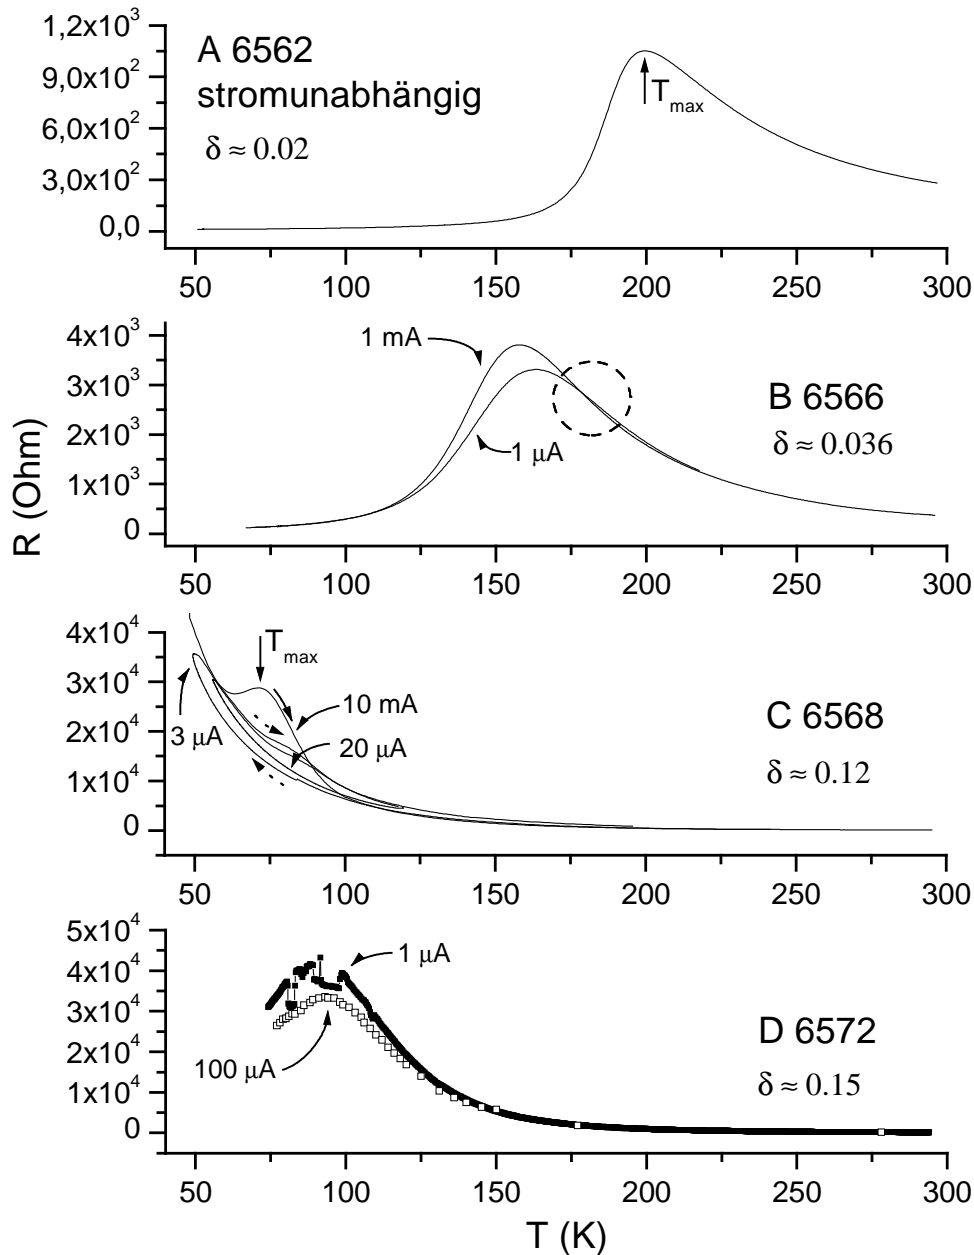 1,2x10³
9,0x10²
6,0x10²
3,0x10²
0,0
A 6562
stromunabhängig
δ ≈ 0.02
T_max
50 100 150 200 250 300
4x10³
3x10³
2x10³
1x10³
0
1 mA
1 μA
B 6566
δ ≈ 0.036
50 100 150 200 250 300
R (Ohm)
4x10⁴
3x10⁴
2x10⁴
1x10⁴
0
T_max
10 mA
3 μA
20 μA
C 6568
δ ≈ 0.12
50 100 150 200 250 300
5x10⁴
4x10⁴
3x10⁴
2x10⁴
1x10⁴
0
1 μA
100 μA
D 6572
δ ≈ 0.15
50 100 150 200 250 300
T (K)